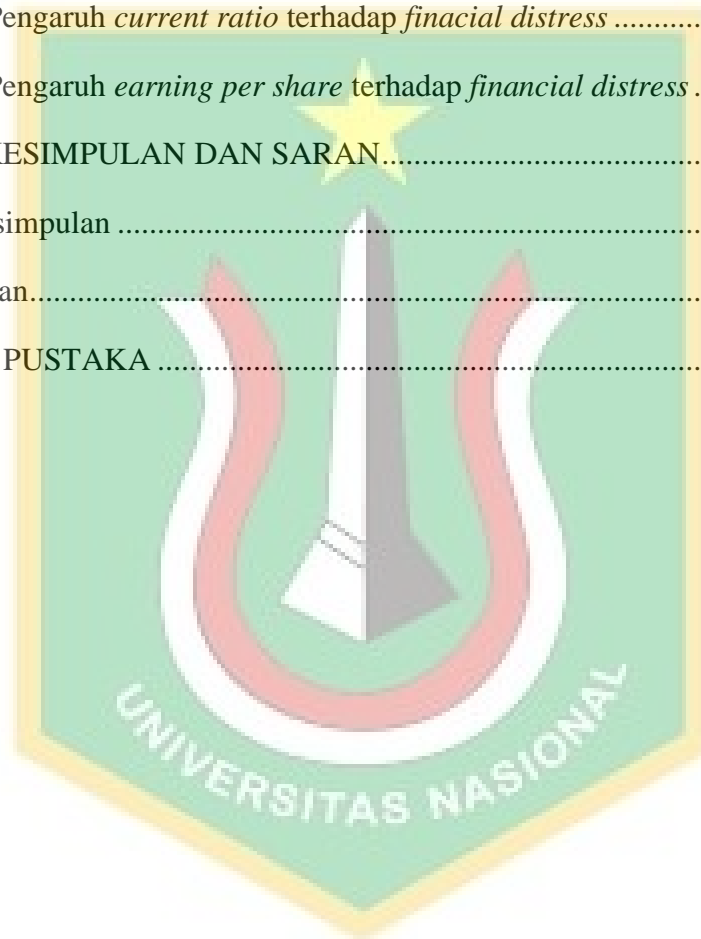 Pengaruh current ratio terhadap finacial distress ............
Pengaruh earning per share terhadap financial distress .
KESIMPULAN DAN SARAN....................................
simpulan ..................................................................
an.............................................................................
PUSTAKA ..............................................................
UNIVERSITAS NASIONAL